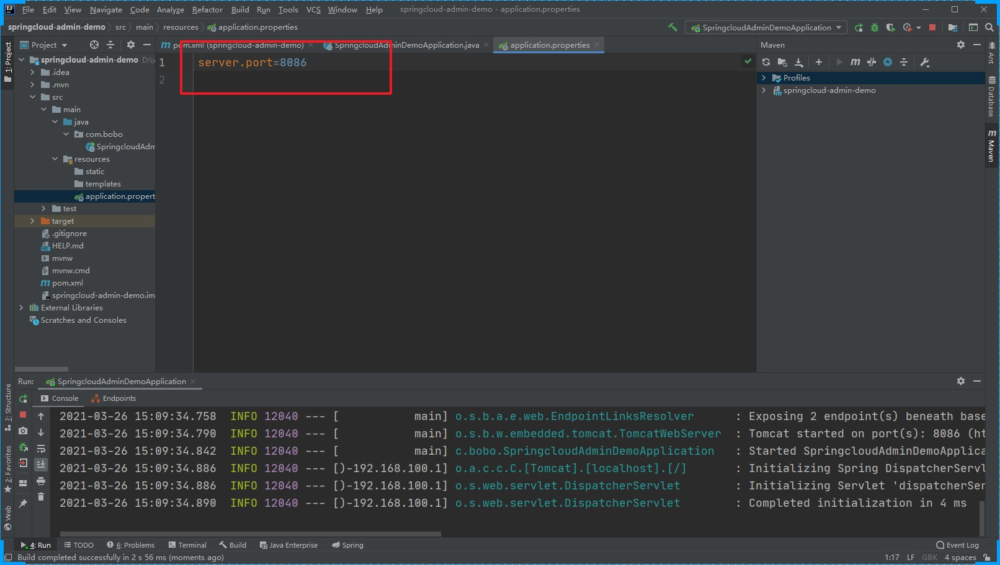 File Edit View Navigate Code Analyze Refactor Build Run Tools VCS Window Help springcloud-admin-demo - application.properties
springcloud-admin-demo src main resources application.properties SpringcloudAdminDemoApplication
Project
pom.xml (springcloud-admin-demo) SpringcloudAdminDemoApplication.java application.properties
Maven
1: Project
springcloud-admin-demo D:\
.idea
.mvn
src
main
java
com.bobo
SpringcloudAdm
resources
static
templates
application.propert
test
target
.gitignore
HELP.md
mvnw
mvnw.cmd
pom.xml
springcloud-admin-demo.im
External Libraries
Scratches and Consoles
1 server.port=8086
2
Profiles
springcloud-admin-demo
Ant
Database
Maven
Run: SpringcloudAdminDemoApplication
Console Endpoints
2021-03-26 15:09:34.758 INFO 12040 --- [ main] o.s.b.a.e.web.EndpointLinksResolver : Exposing 2 endpoint(s) beneath base
2021-03-26 15:09:34.790 INFO 12040 --- [ main] o.s.b.w.embedded.tomcat.TomcatWebServer : Tomcat started on port(s): 8086 (ht
2021-03-26 15:09:34.842 INFO 12040 --- [ main] c.bobo.SpringcloudAdminDemoApplication : Started SpringcloudAdminDemoApplica
2021-03-26 15:09:34.886 INFO 12040 --- [)-192.168.100.1] o.a.c.c.C.[Tomcat].[localhost].[/] : Initializing Spring DispatcherServl
2021-03-26 15:09:34.886 INFO 12040 --- [)-192.168.100.1] o.s.web.servlet.DispatcherServlet : Initializing Servlet 'dispatcherSer
2021-03-26 15:09:34.890 INFO 12040 --- [)-192.168.100.1] o.s.web.servlet.DispatcherServlet : Completed initialization in 4 ms
7: Structure
2: Favorites
Web
4: Run TODO 6: Problems Terminal Build Java Enterprise Spring Event Log
Build completed successfully in 2 s 56 ms (moments ago) 1:17 LF GBK 4 spaces